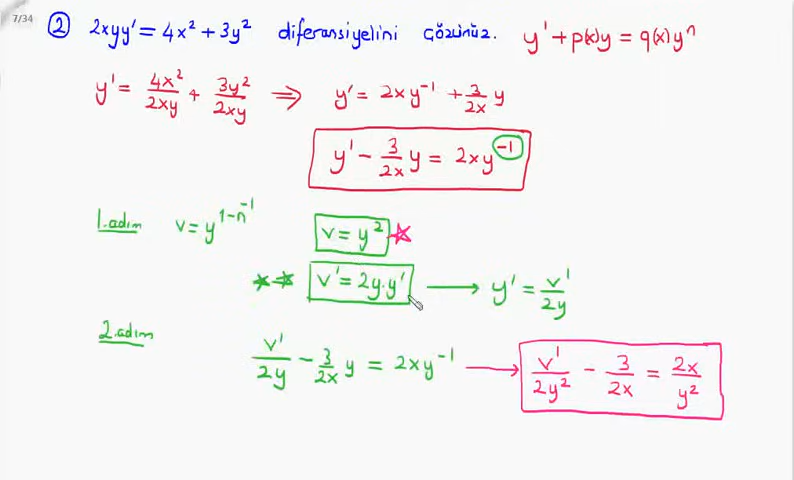 7/34
② 2xyy' = 4x² + 3y² diferansiyelini çözünüz. y' + p(x)y = q(x)yⁿ
y' = 4x²/2xy + 3y²/2xy ⇒ y' = 2xy⁻¹ + 3/2x y
y' - 3/2x y = 2xy⁻¹
1.adım v = y^(1-n⁻¹) v = y² ☆
★★ v' = 2y.y' → y' = v'/2y
2.adım
v'/2y - 3/2x y = 2xy⁻¹ → v'/2y² - 3/2x = 2x/y²